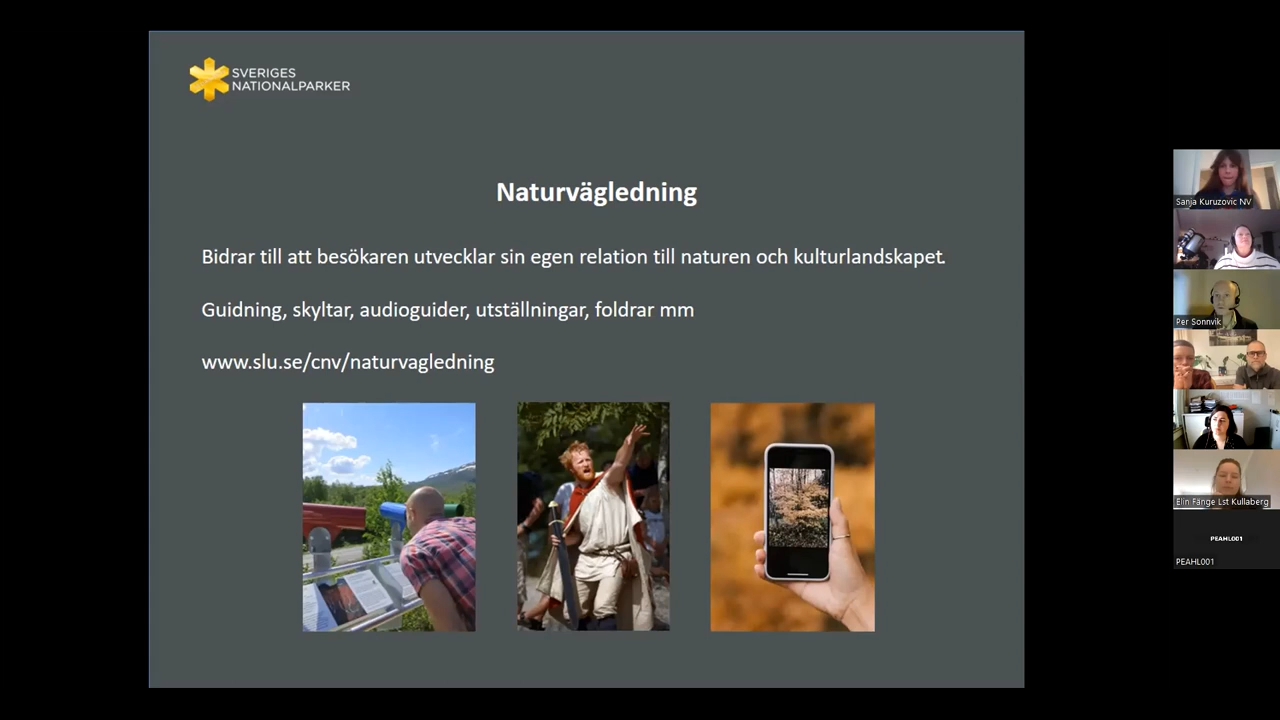 SVERIGES
NATIONALPARKER
Naturvägledning
Bidrar till att besökaren utvecklar sin egen relation till naturen och kulturlandskapet.
Guidning, skyltar, audioguider, utställningar, foldrar mm
www.slu.se/cnv/naturvagledning
Sanja Kuruzovic NV
Per Sonnvik
Elin Fänge Lst Kullaberg
PEAHL001
PEAHL001